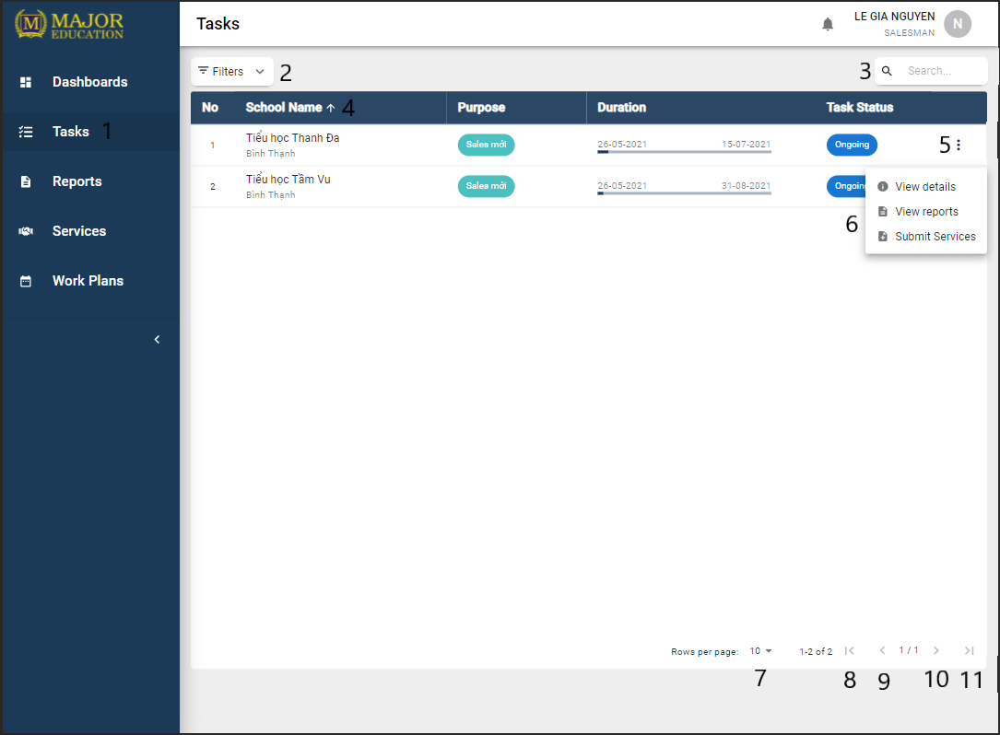 MAJOR
EDUCATION
Tasks
LE GIA NGUYEN
SALESMAN
N
Dashboards
Tasks 1
Reports
Services
Work Plans
Filters 2
3 Search...
No School Name 4 Purpose Duration Task Status
1 Tiểu học Thanh Đa Sales mới 26-05-2021 15-07-2021 Ongoing 5
Bình Thạnh
2 Tiểu học Tầm Vu Sales mới 26-05-2021 31-08-2021 Ongoin
Bình Thạnh
6
View details
View reports
Submit Services
Rows per page: 10 1-2 of 2 1 / 1
7 8 9 10 11